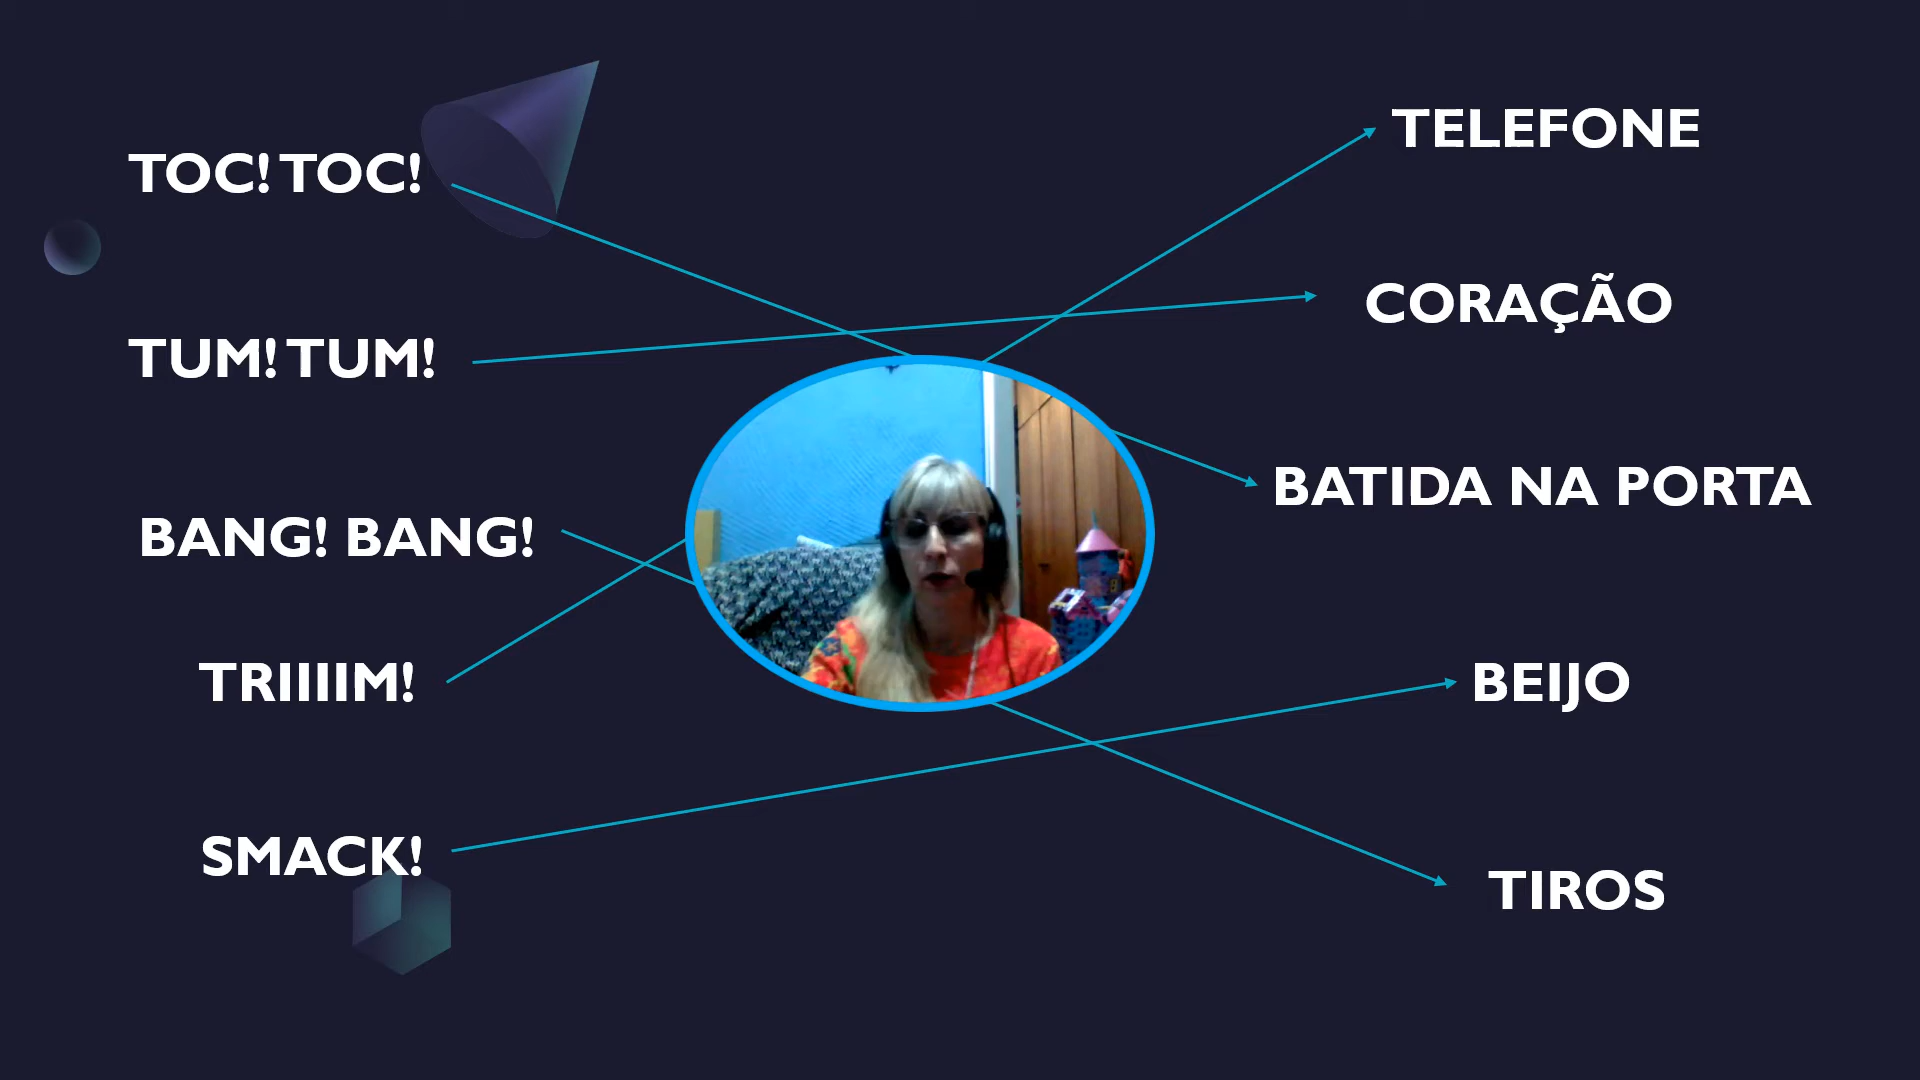 TOC! TOC!
TUM! TUM!
BANG! BANG!
TRIIIIM!
SMACK!
TELEFONE
CORAÇÃO
BATIDA NA PORTA
BEIJO
TIROS